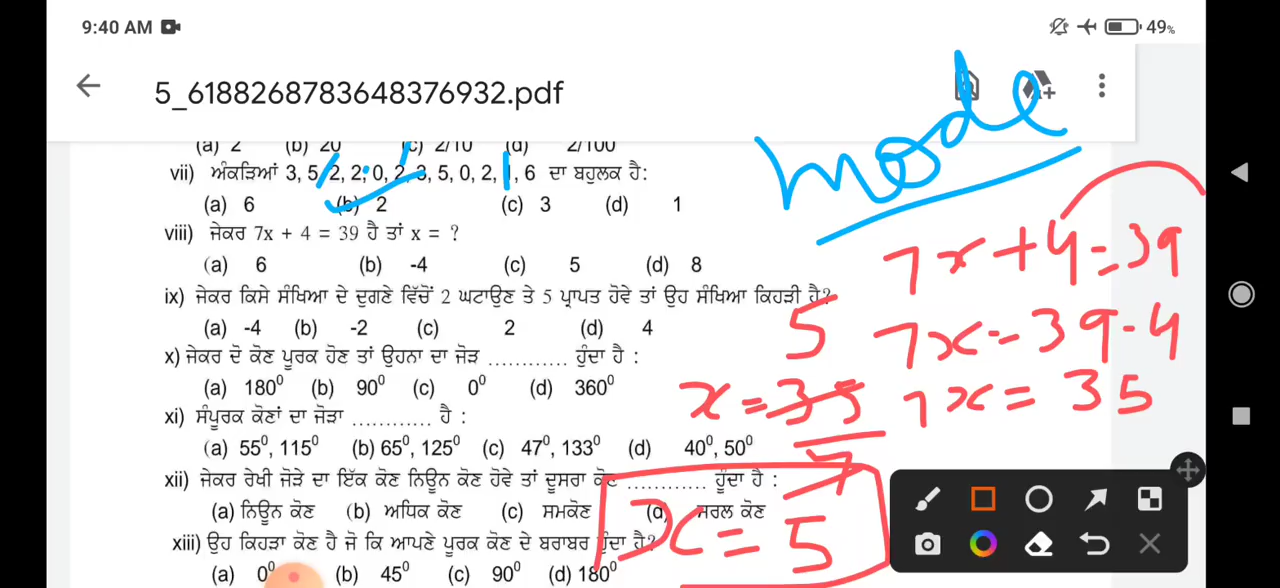 9:40 AM
49%
5_6188268783648376932.pdf
mode
(a) 2 (b) 20 (c) 2/10 (d) 2/100
vii) ਅੰਕੜਿਆਂ 3, 5, 2, 2, 0, 2, 3, 5, 0, 2, 1, 6 ਦਾ ਬਹੁਲਕ ਹੈ:
(a) 6 (b) 2 (c) 3 (d) 1
viii) ਜੇਕਰ 7x + 4 = 39 ਹੈ ਤਾਂ x = ?
(a) 6 (b) -4 (c) 5 (d) 8
7x+4=39
ix) ਜੇਕਰ ਕਿਸੇ ਸੰਖਿਆ ਦੇ ਦੁਗਣੇ ਵਿੱਚੋਂ 2 ਘਟਾਉਣ ਤੇ 5 ਪ੍ਰਾਪਤ ਹੋਵੇ ਤਾਂ ਉਹ ਸੰਖਿਆ ਕਿਹੜੀ ਹੈ?
(a) -4 (b) -2 (c) 2 (d) 4
7x=39-4
x) ਜੇਕਰ ਦੋ ਕੋਣ ਪੂਰਕ ਹੋਣ ਤਾਂ ਉਹਨਾ ਦਾ ਜੋੜ ............ ਹੁੰਦਾ ਹੈ :
(a) 180⁰ (b) 90⁰ (c) 0⁰ (d) 360⁰
7x=35
5
x=35
7
xi) ਸੰਪੂਰਕ ਕੋਣਾਂ ਦਾ ਜੋੜਾ ............ ਹੈ :
(a) 55⁰, 115⁰ (b) 65⁰, 125⁰ (c) 47⁰, 133⁰ (d) 40⁰, 50⁰
xii) ਜੇਕਰ ਰੇਖੀ ਜੋੜੇ ਦਾ ਇੱਕ ਕੋਣ ਨਿਊਨ ਕੋਣ ਹੋਵੇ ਤਾਂ ਦੂਸਰਾ ਕੋਣ ............ ਹੁੰਦਾ ਹੈ :
(a) ਨਿਊਨ ਕੋਣ (b) ਅਧਿਕ ਕੋਣ (c) ਸਮਕੋਣ (d) ਸਰਲ ਕੋਣ
x=5
xiii) ਉਹ ਕਿਹੜਾ ਕੋਣ ਹੈ ਜੋ ਕਿ ਆਪਣੇ ਪੂਰਕ ਕੋਣ ਦੇ ਬਰਾਬਰ ਹੁੰਦਾ ਹੈ?
(a) 0⁰ (b) 45⁰ (c) 90⁰ (d) 180⁰